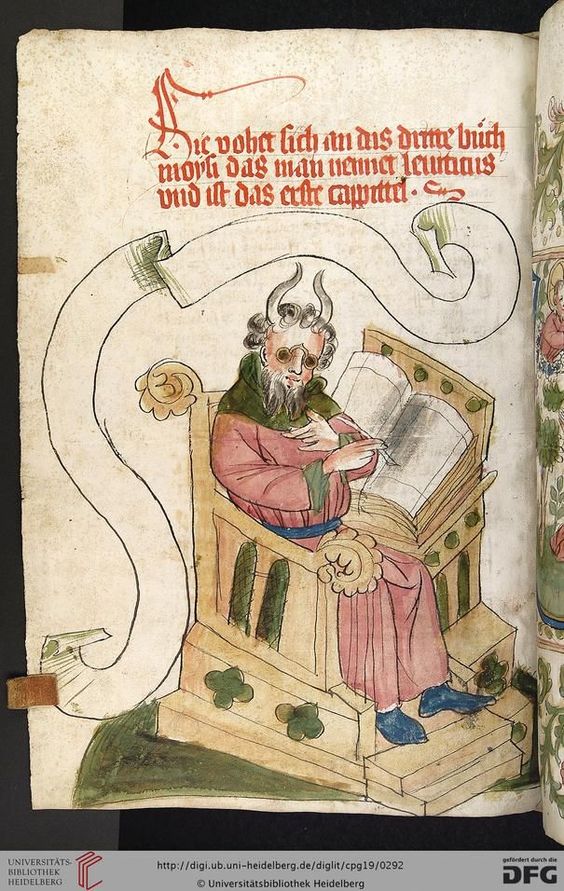 Hie vohet sich an das dritte bůch
moysi das man nennet leuiticus
vnd ist das erste cappittel ·
UNIVERSITÄTS-
BIBLIOTHEK
HEIDELBERG
http://digi.ub.uni-heidelberg.de/diglit/cpg19/0292
© Universitätsbibliothek Heidelberg
gefördert durch die
DFG